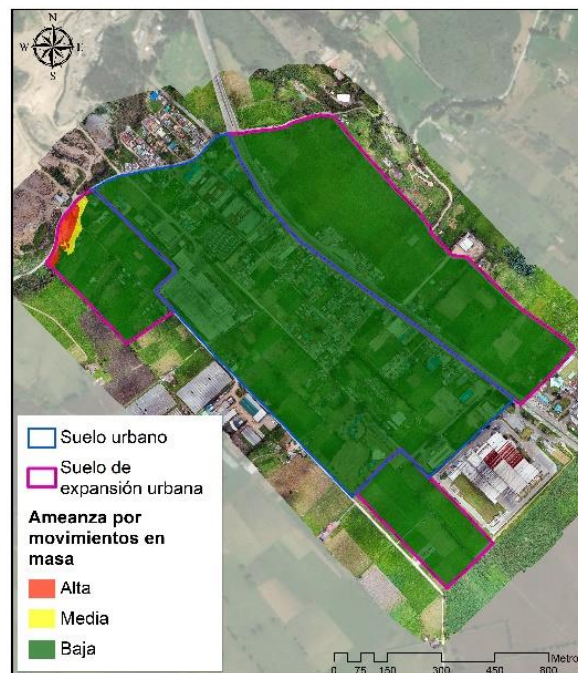 N
W E
S
Suelo urbano
Suelo de
expansión urbana
Ameanza por
movimientos en
masa
Alta
Media
Baja
Metro
0 75 150 300 450 600